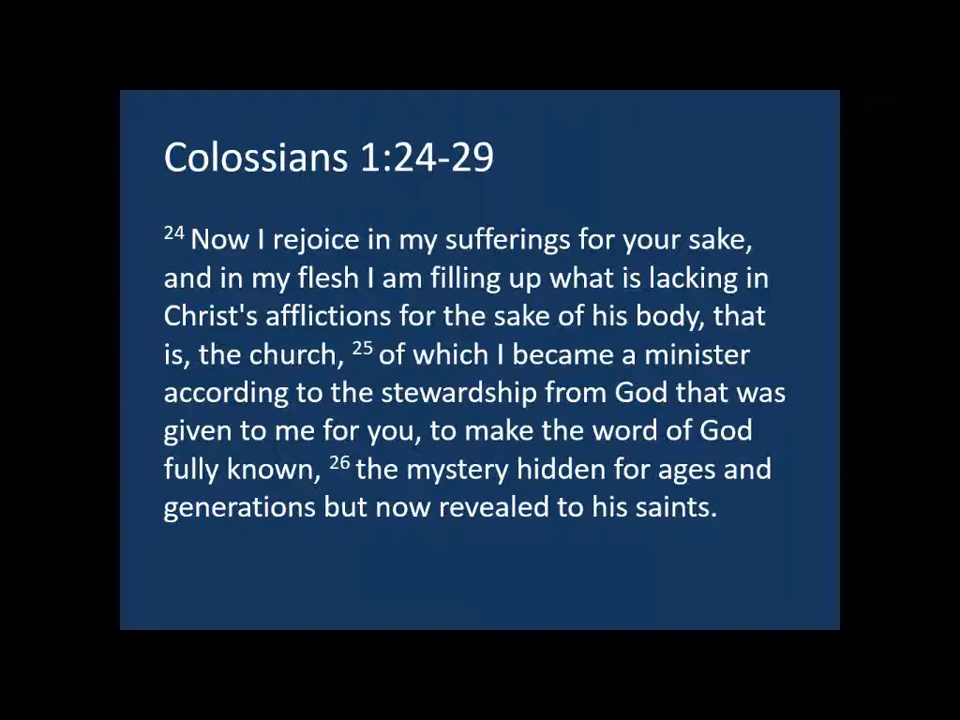 Colossians 1:24-29
24 Now I rejoice in my sufferings for your sake,
and in my flesh I am filling up what is lacking in
Christ's afflictions for the sake of his body, that
is, the church, 25 of which I became a minister
according to the stewardship from God that was
given to me for you, to make the word of God
fully known, 26 the mystery hidden for ages and
generations but now revealed to his saints.